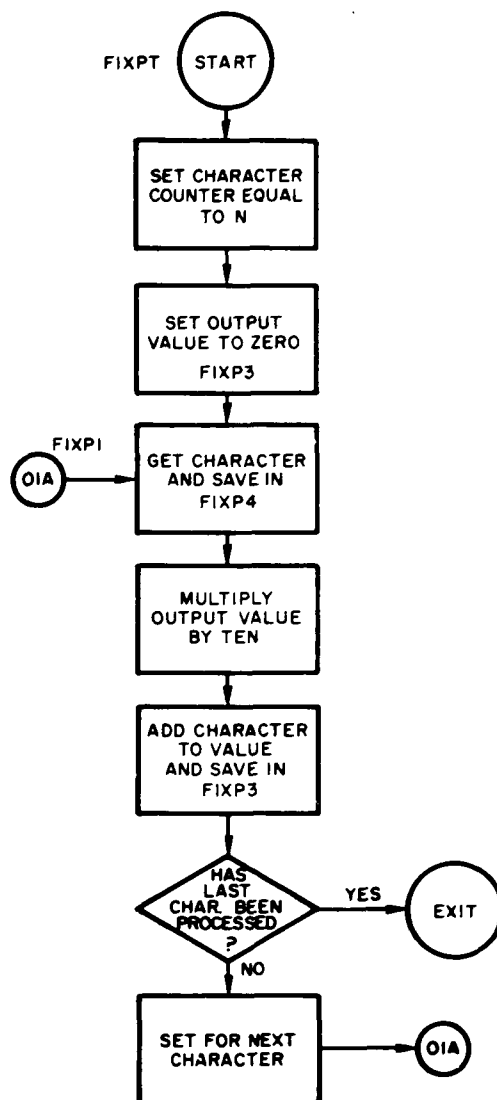 FIXPT
START
SET CHARACTER
COUNTER EQUAL
TO N
SET OUTPUT
VALUE TO ZERO
FIXP3
FIXP1
01A
GET CHARACTER
AND SAVE IN
FIXP4
MULTIPLY
OUTPUT VALUE
BY TEN
ADD CHARACTER
TO VALUE
AND SAVE IN
FIXP3
HAS
LAST
CHAR. BEEN
PROCESSED
?
YES
EXIT
NO
SET FOR NEXT
CHARACTER
01A